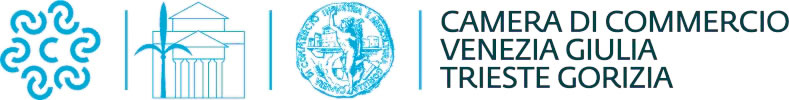 CAMERA DI COMMERCIO
VENEZIA GIULIA
TRIESTE GORIZIA